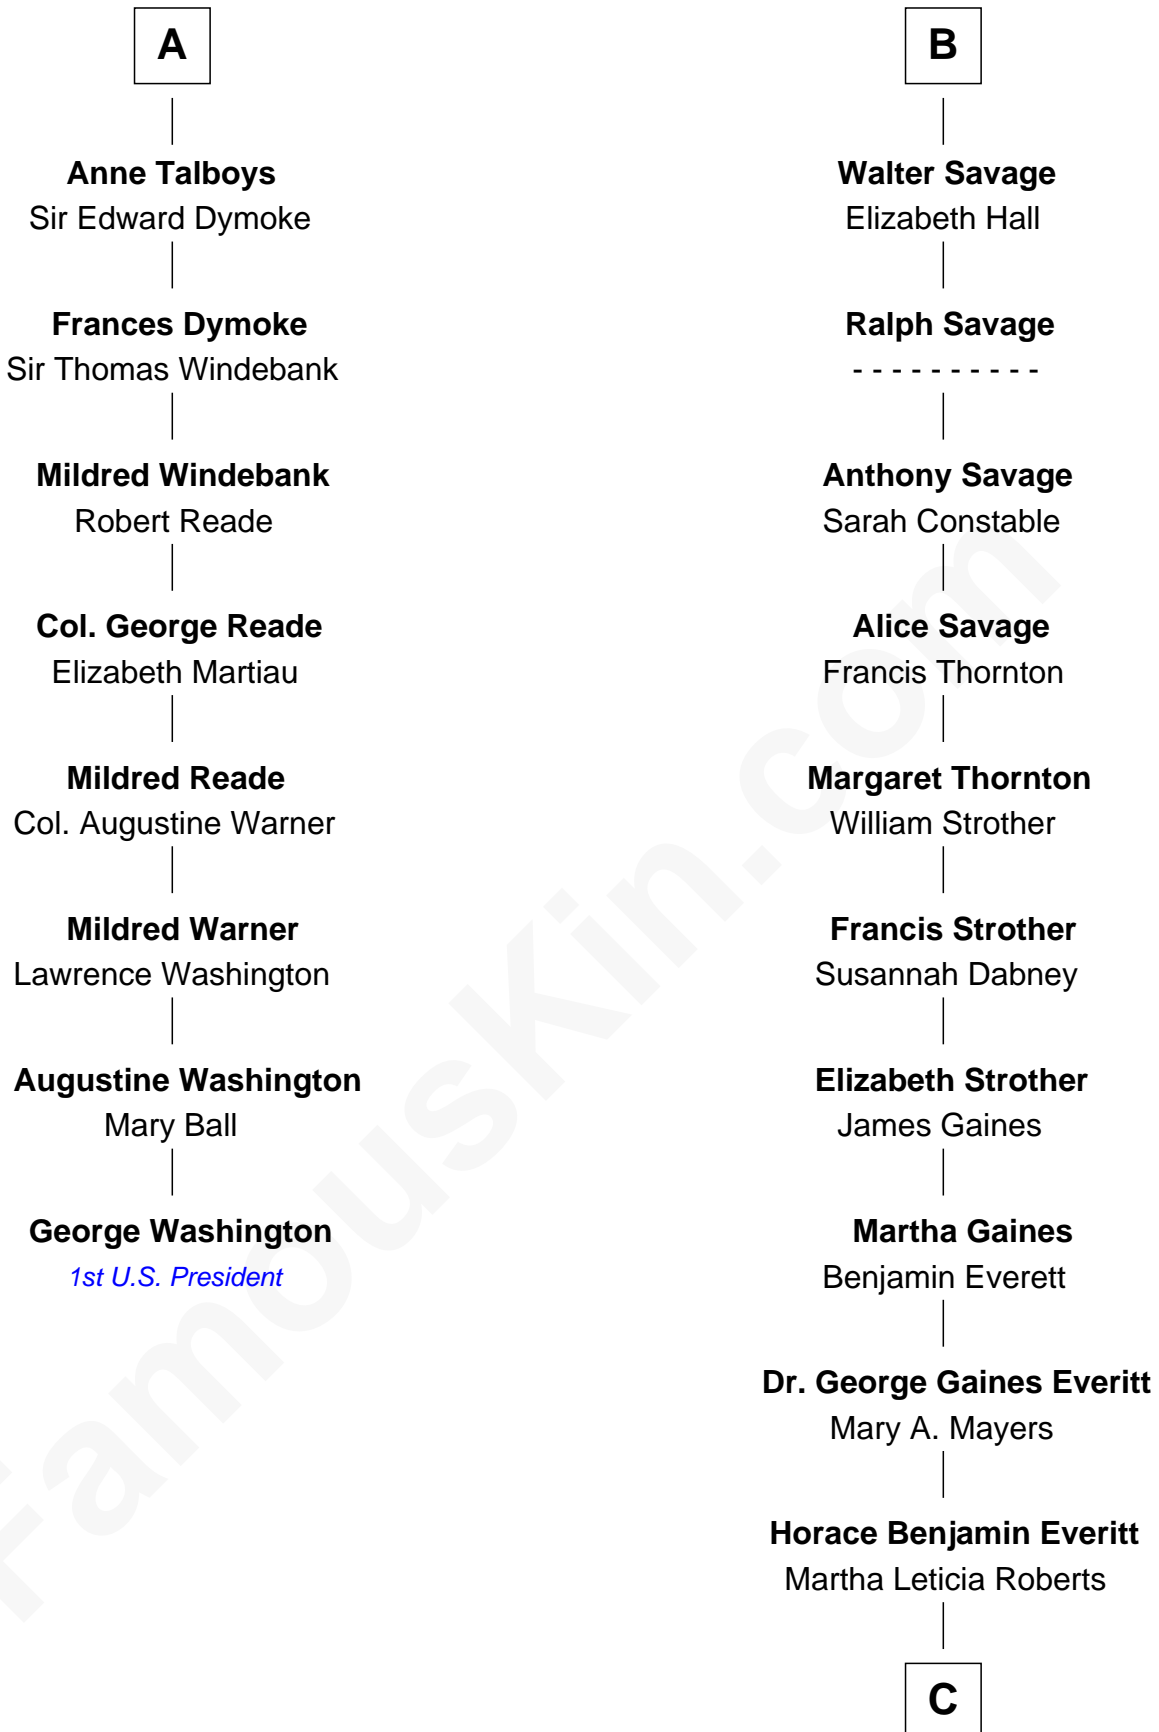 A
Anne Talboys
Sir Edward Dymoke
Frances Dymoke
Sir Thomas Windebank
Mildred Windebank
Robert Reade
Col. George Reade
Elizabeth Martiau
Mildred Reade
Col. Augustine Warner
Mildred Warner
Lawrence Washington
Augustine Washington
Mary Ball
George Washington
1st U.S. President
B
Walter Savage
Elizabeth Hall
Ralph Savage
- - - - - - - - - -
Anthony Savage
Sarah Constable
Alice Savage
Francis Thornton
Margaret Thornton
William Strother
Francis Strother
Susannah Dabney
Elizabeth Strother
James Gaines
Martha Gaines
Benjamin Everett
Dr. George Gaines Everitt
Mary A. Mayers
Horace Benjamin Everitt
Martha Leticia Roberts
C
FamousKin.com